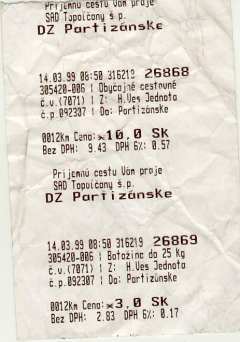 Príjemnú cestu Vám praje
SAD Topoľčany š.p.
DZ Partizánske
14.03.99 08:50 316219 26868
305420-006 | Obyčajné cestovné
č.v.(7071) | Z: H.Ves Jednota
č.p.092307 | Do: Partizánske
0012km Cena:*10,0 SK
Bez DPH: 9.43 DPH 6%: 0.57
Príjemnú cestu Vám praje
SAD Topoľčany š.p.
DZ Partizánske
14.03.99 08:50 316219 26869
305420-006 | Batožina do 25 kg
č.v.(7071) | Z: H.Ves Jednota
č.p.092307 | Do: Partizánske
0012km Cena:*3,0 SK
Bez DPH: 2.83 DPH 6%: 0.17